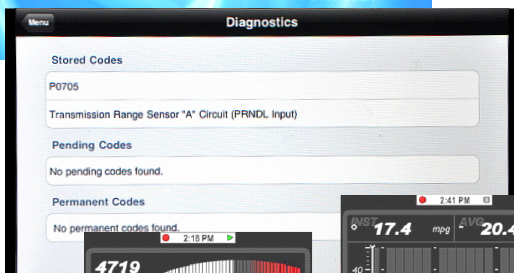 Menu
Diagnostics
Stored Codes
P0705
Transmission Range Sensor "A" Circuit (PRNDL Input)
Pending Codes
No pending codes found.
Permanent Codes
No permanent codes found.
2:18 PM
4719
2:41 PM
INST 17.4 mpg AVG 20.4
40